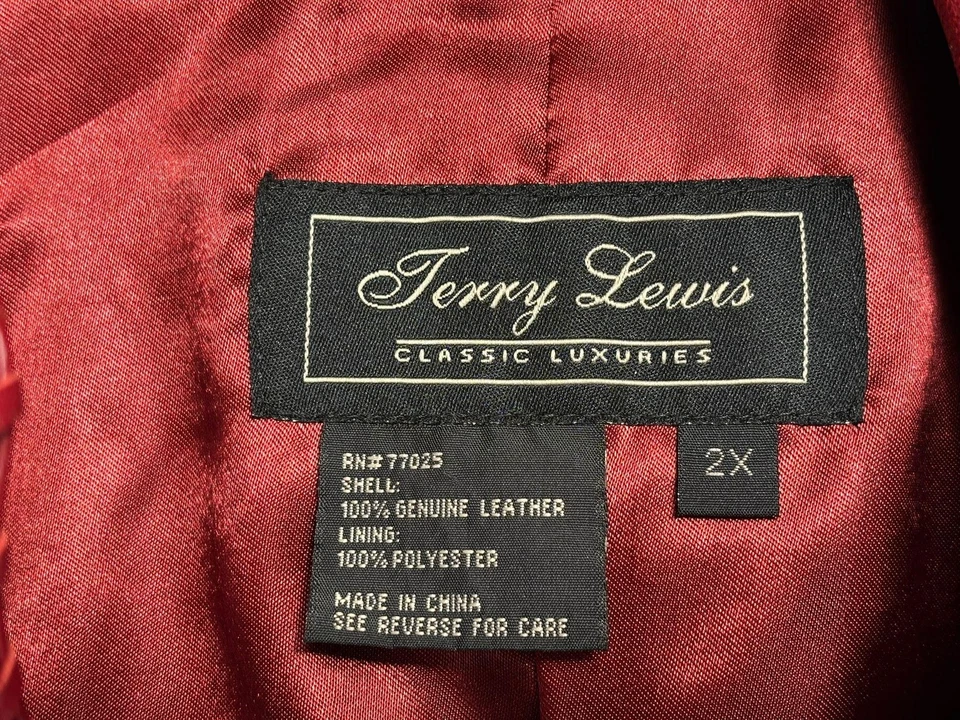 Terry Lewis
CLASSIC LUXURIES
2X
RN# 77025
SHELL:
100% GENUINE LEATHER
LINING:
100% POLYESTER
MADE IN CHINA
SEE REVERSE FOR CARE